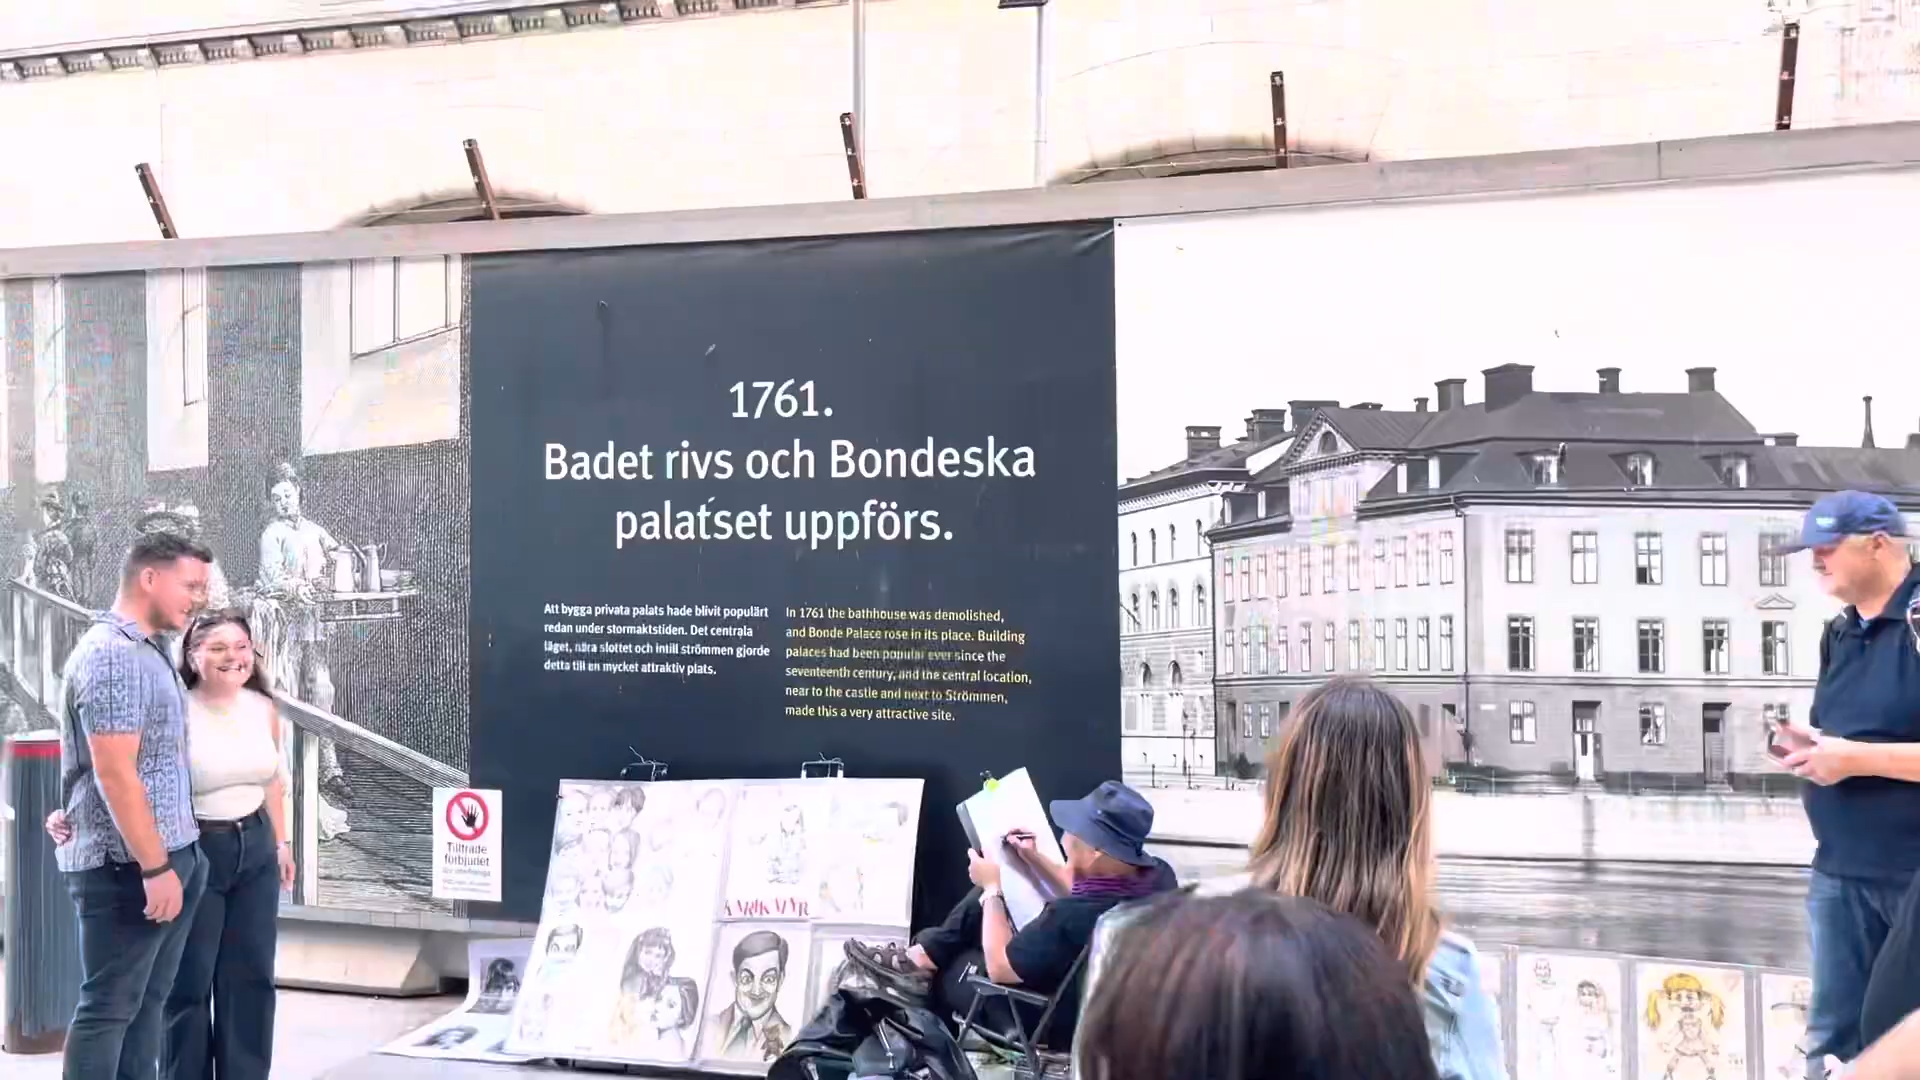 1761.
Badet rivs och Bondeska
palatset uppförs.
Att bygga privata palats hade blivit populärt
redan under stormaktstiden. Det centrala
läget, nära slottet och intill strömmen gjorde
detta till en mycket attraktiv plats.
In 1761 the bathhouse was demolished,
and Bonde Palace rose in its place. Building
palaces had been popular ever since the
seventeenth century, and the central location,
near to the castle and next to Strömmen,
made this a very attractive site.
Tillträde
förbjudet
KARIKATYR